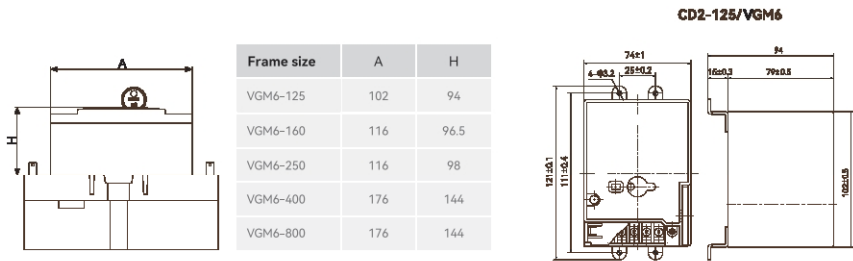 CD2-125/VGM6
A
H
Frame size A H
VGM6-125 102 94
VGM6-160 116 96.5
VGM6-250 116 98
VGM6-400 176 144
VGM6-800 176 144
74±1
4-Φ3.2 25±0.2
121±0.1
111±0.4
94
15±0.3 79±0.5
102±0.5